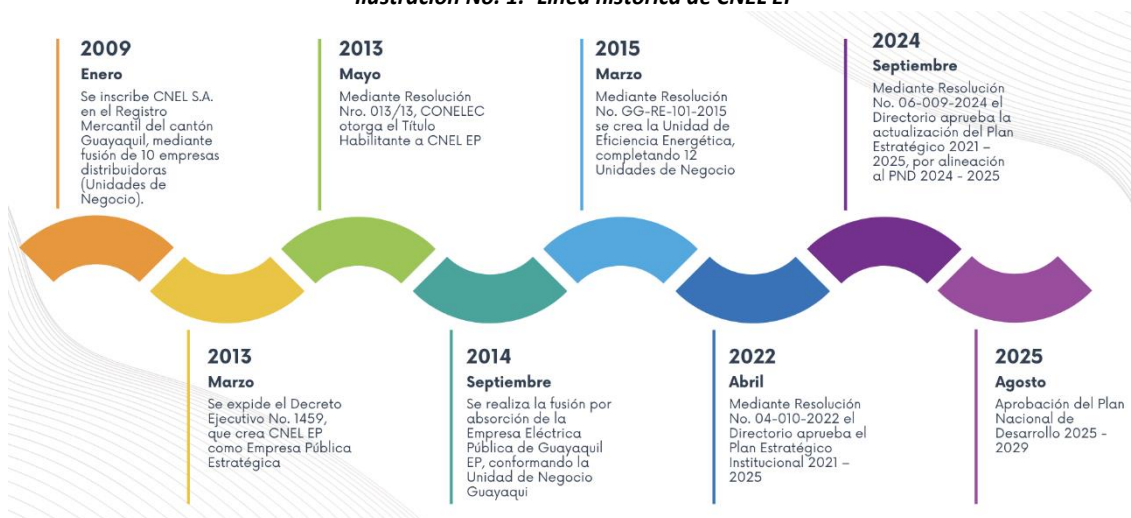 Ilustración No. 1.  Línea histórica de CNEL EP
2009
Enero
Se inscribe CNEL S.A.
en el Registro
Mercantil del cantón
Guayaquil, mediante
fusión de 10 empresas
distribuidoras
(Unidades de
Negocio).
2013
Marzo
Se expide el Decreto
Ejecutivo No. 1459,
que crea CNEL EP
como Empresa Pública
Estratégica
2013
Mayo
Mediante Resolución
Nro. 013/13, CONELEC
otorga el Título
Habilitante a CNEL EP
2014
Septiembre
Se realiza la fusión por
absorción de la
Empresa Eléctrica
Pública de Guayaquil
EP, conformando la
Unidad de Negocio
Guayaqui
2015
Marzo
Mediante Resolución
No. GG-RE-101-2015
se crea la Unidad de
Eficiencia Energética,
completando 12
Unidades de Negocio
2022
Abril
Mediante Resolución
No. 04-010-2022 el
Directorio aprueba el
Plan Estratégico
Institucional 2021 –
2025
2024
Septiembre
Mediante Resolución
No. 06-009-2024 el
Directorio aprueba la
actualización del Plan
Estratégico 2021 –
2025, por alineación
al PND 2024 - 2025
2025
Agosto
Aprobación del Plan
Nacional de
Desarrollo 2025 -
2029